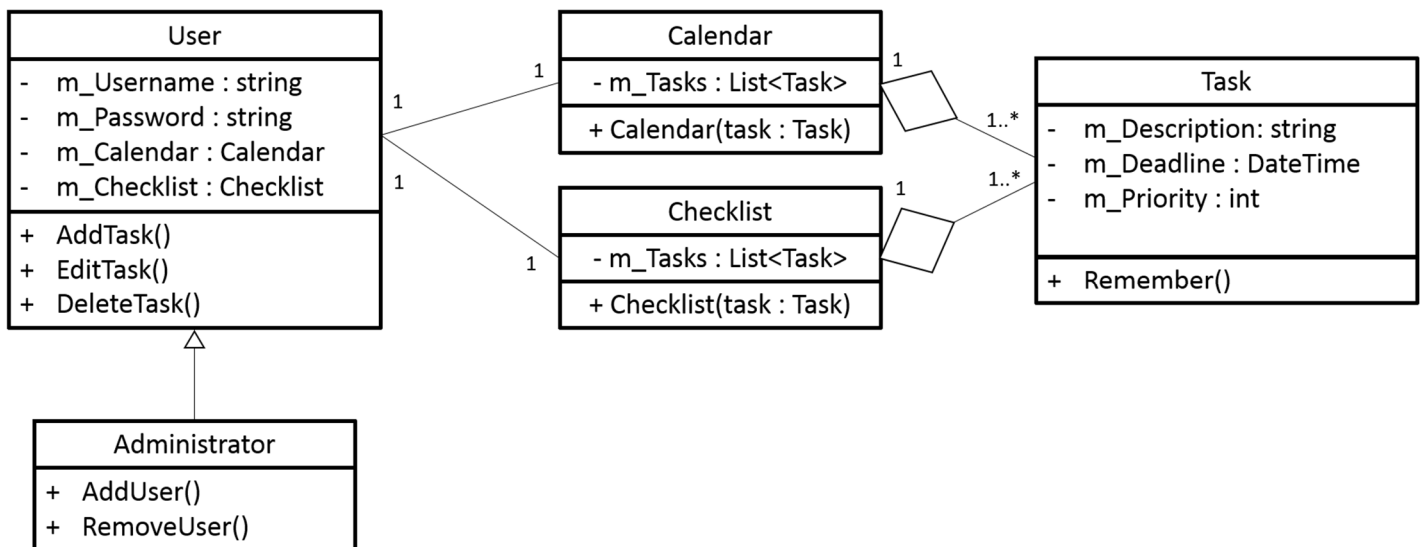 User
- m_Username : string
- m_Password : string
- m_Calendar : Calendar
- m_Checklist : Checklist
+ AddTask()
+ EditTask()
+ DeleteTask()
1
1
1
1
Calendar
- m_Tasks : List<Task>
+ Calendar(task : Task)
1
1..*
Checklist
- m_Tasks : List<Task>
+ Checklist(task : Task)
1
1..*
Task
- m_Description: string
- m_Deadline : DateTime
- m_Priority : int
+ Remember()
Administrator
+ AddUser()
+ RemoveUser()